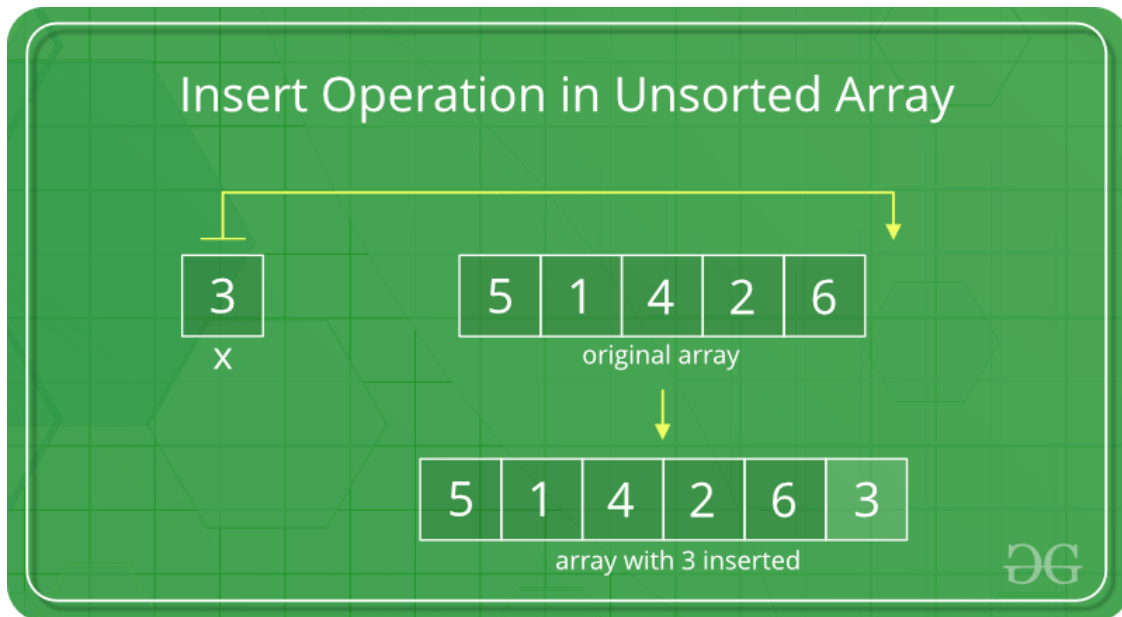 Insert Operation in Unsorted Array
3
5 1 4 2 6
x
original array
5 1 4 2 6 3
array with 3 inserted
GG